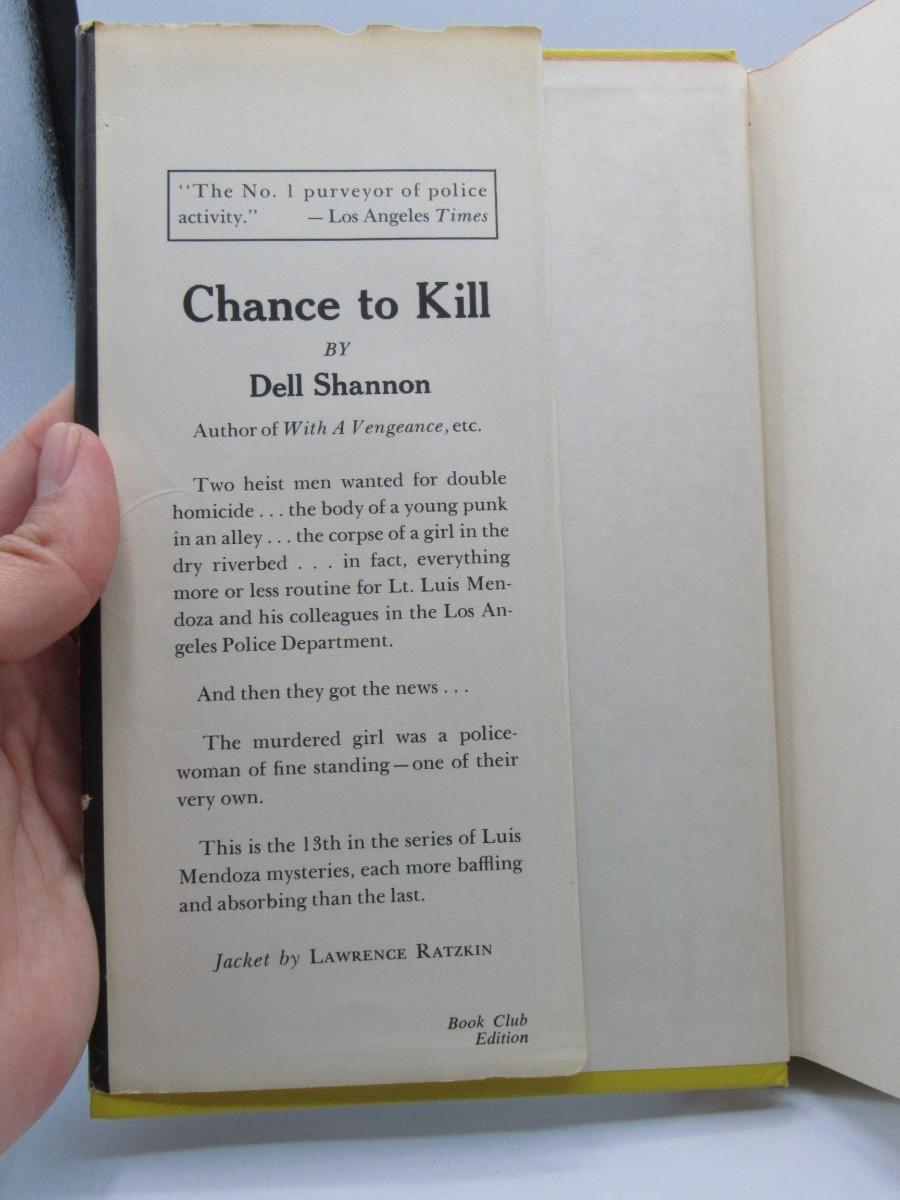 “The No. 1 purveyor of police
activity.” — Los Angeles Times
Chance to Kill
BY
Dell Shannon
Author of With A Vengeance, etc.
Two heist men wanted for double
homicide . . . the body of a young punk
in an alley . . . the corpse of a girl in the
dry riverbed . . . in fact, everything
more or less routine for Lt. Luis Men-
doza and his colleagues in the Los An-
geles Police Department.
And then they got the news . . .
The murdered girl was a police-
woman of fine standing — one of their
very own.
This is the 13th in the series of Luis
Mendoza mysteries, each more baffling
and absorbing than the last.
Jacket by LAWRENCE RATZKIN
Book Club
Edition